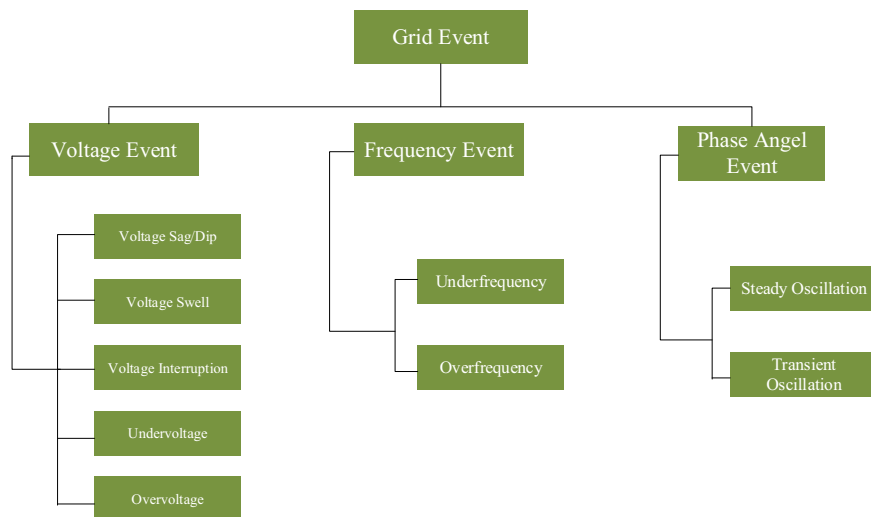 Grid Event
Voltage Event
Voltage Sag/Dip
Voltage Swell
Voltage Interruption
Undervoltage
Overvoltage
Frequency Event
Underfrequency
Overfrequency
Phase Angel
Event
Steady Oscillation
Transient
Oscillation